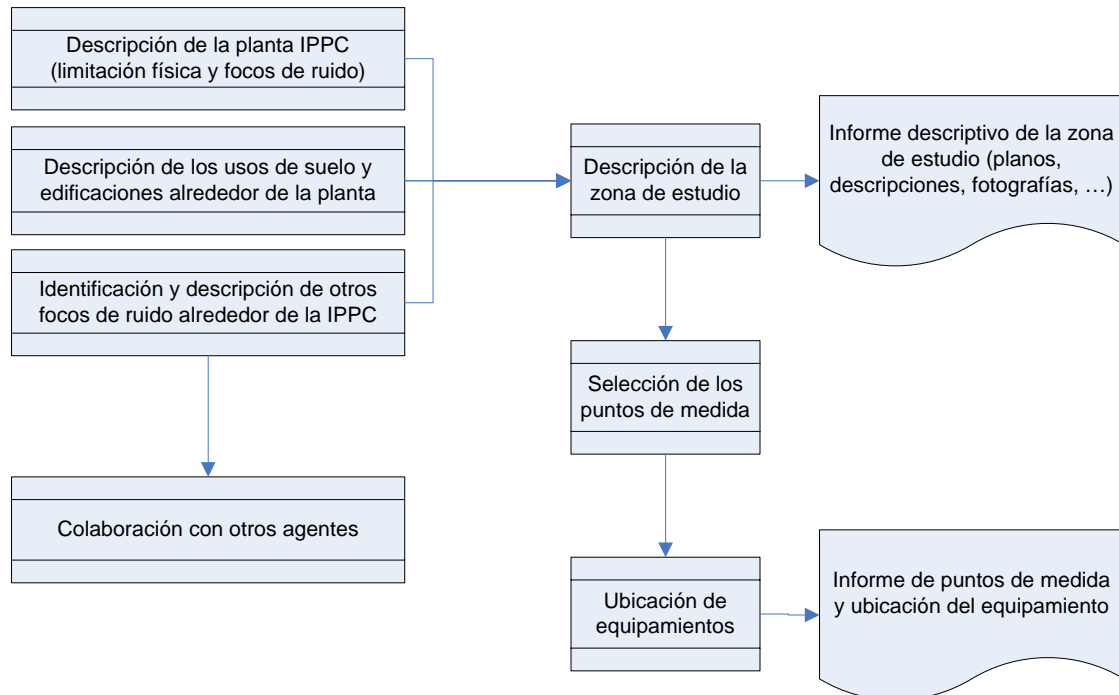 Descripción de la planta IPPC
(limitación física y focos de ruido)
Descripción de los usos de suelo y
edificaciones alrededor de la planta
Identificación y descripción de otros
focos de ruido alrededor de la IPPC
Colaboración con otros agentes
Descripción de la
zona de estudio
Informe descriptivo de la zona
de estudio (planos,
descripciones, fotografías, …)
Selección de los
puntos de medida
Ubicación de
equipamientos
Informe de puntos de medida
y ubicación del equipamiento